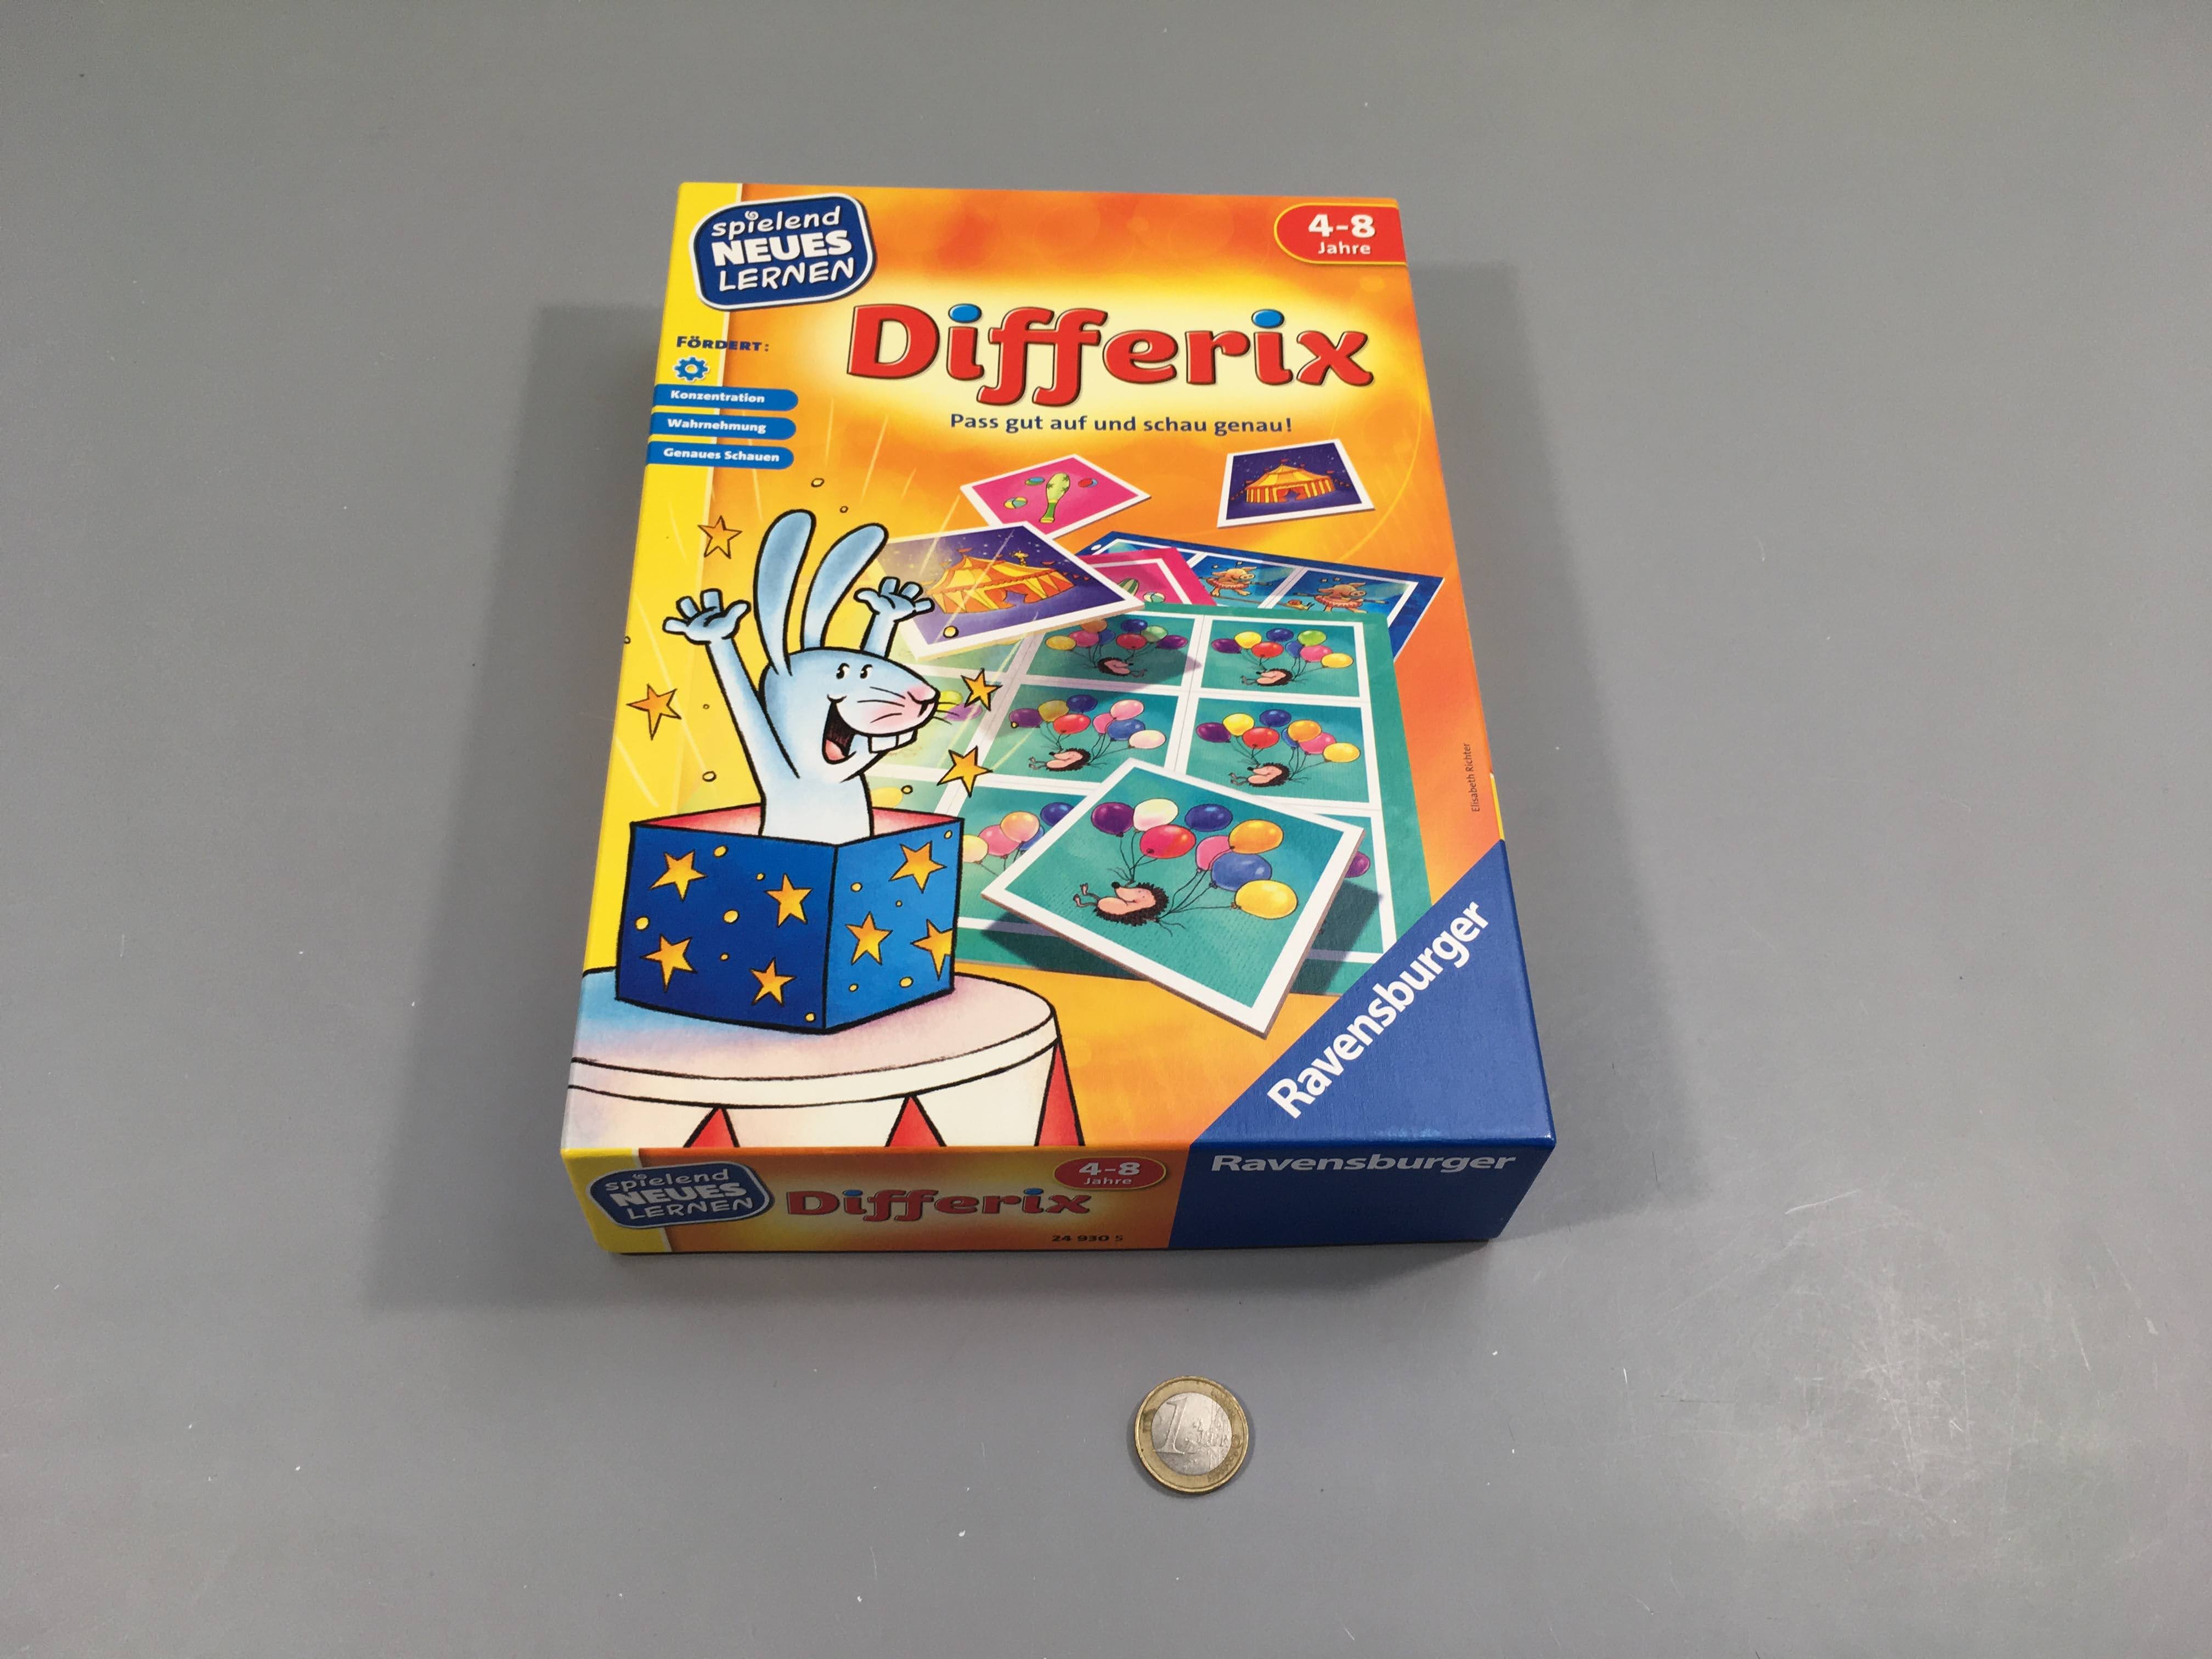 spielend
NEUES
LERNEN
4-8
Jahre
Differix
Pass gut auf und schau genau!
FÖRDERT:
Konzentration
Wahrnehmung
Genaues Schauen
Elisabeth Richter
Ravensburger
spielend
NEUES
LERNEN
Differix
4-8
Jahre
24 930 5
Ravensburger
1